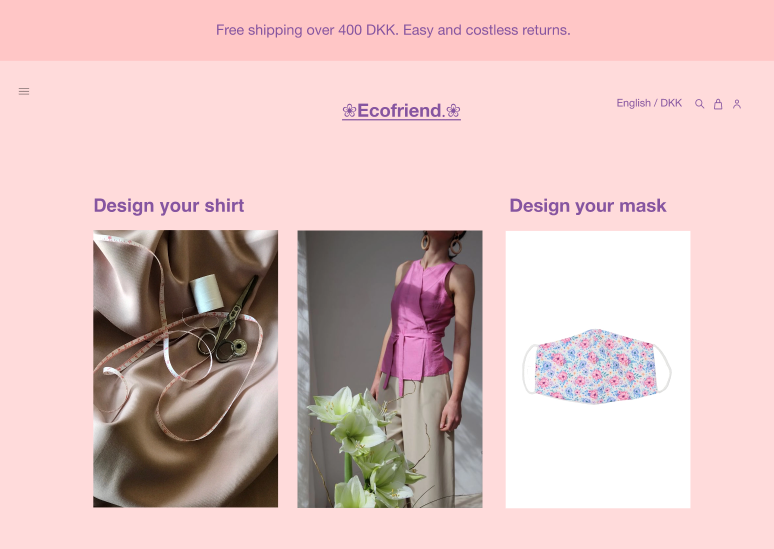 Free shipping over 400 DKK. Easy and costless returns.
❀Ecofriend.❀
English / DKK
Design your shirt
Design your mask